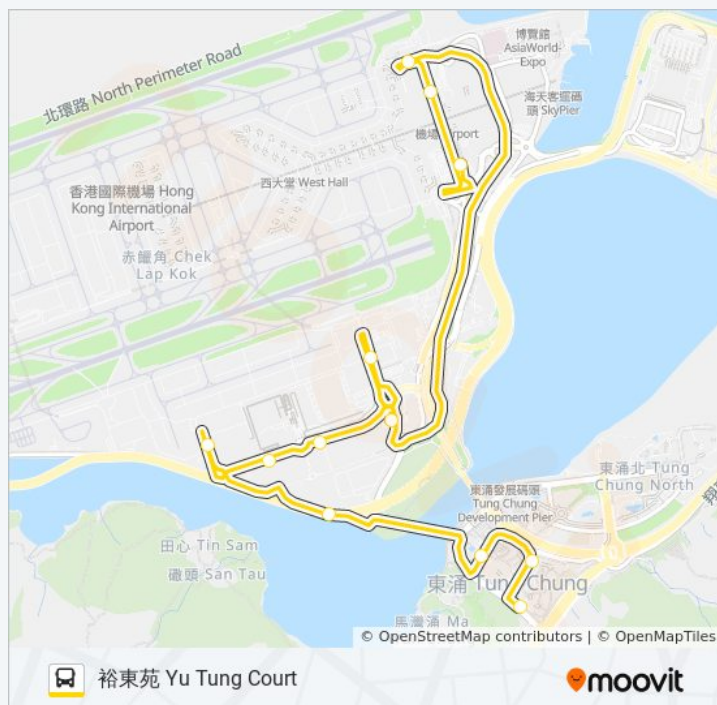 博覽館
AsiaWorld-
Expo
北環路 North Perimeter Road
海天客運碼
頭 SkyPier
機場 Airport
西大堂 West Hall
香港國際機場 Hong
Kong International
Airport
赤鱲角 Chek
Lap Kok
東涌北 Tung
Chung North
翔
東涌發展碼頭
Tung Chung
Development Pier
田心 Tin Sam
磡頭 San Tau
東涌 Tung Chung
馬灣涌 Ma
© OpenStreetMap contributors | © OpenMapTiles
裕東苑 Yu Tung Court
moovit